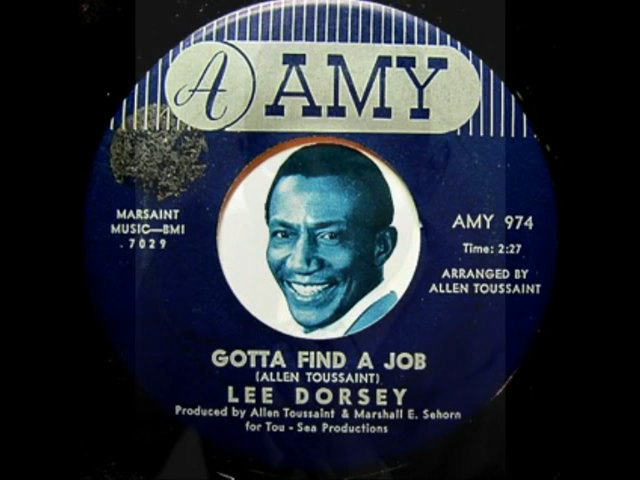 A AMY
MARSAINT
MUSIC—BMI
7029
AMY 974
Time: 2:27
ARRANGED BY
ALLEN TOUSSAINT
GOTTA FIND A JOB
(ALLEN TOUSSAINT)
LEE DORSEY
Produced by Allen Toussaint & Marshall E. Sehorn
for Tou - Sea Productions